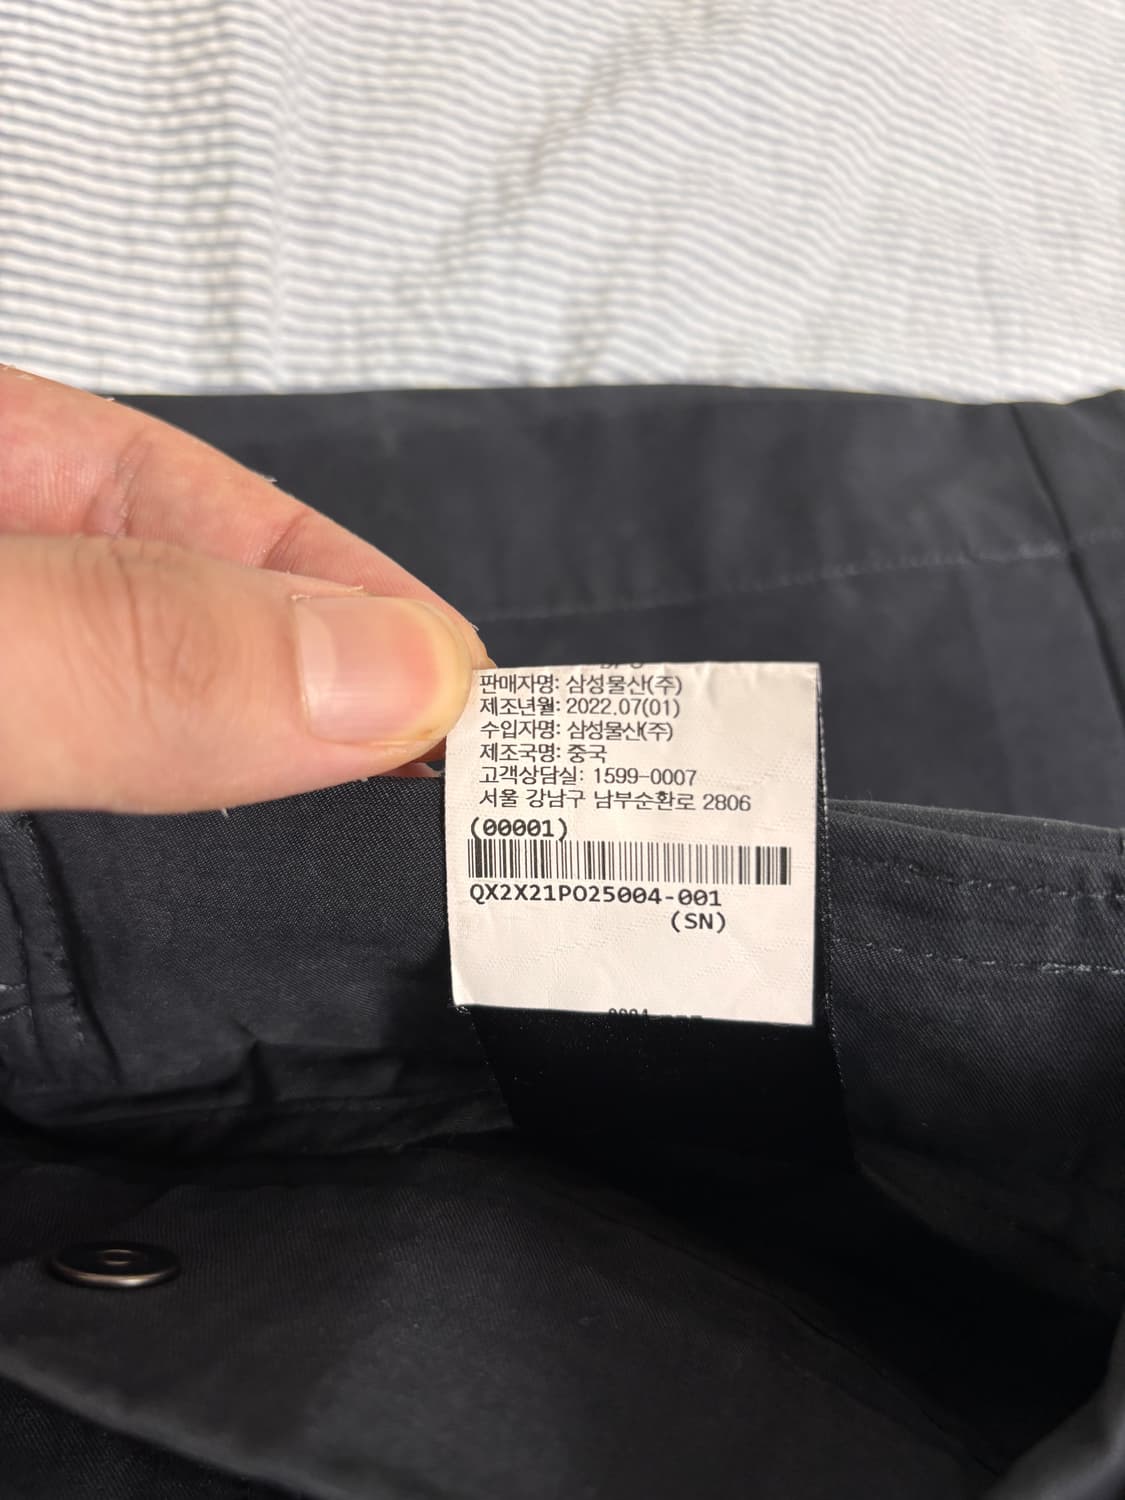 판매자명: 삼성물산(주)
제조년월: 2022.07(01)
수입자명: 삼성물산(주)
제조국명: 중국
고객상담실: 1599-0007
서울 강남구 남부순환로 2806
(00001)
QX2X21PO25004-001
(SN)